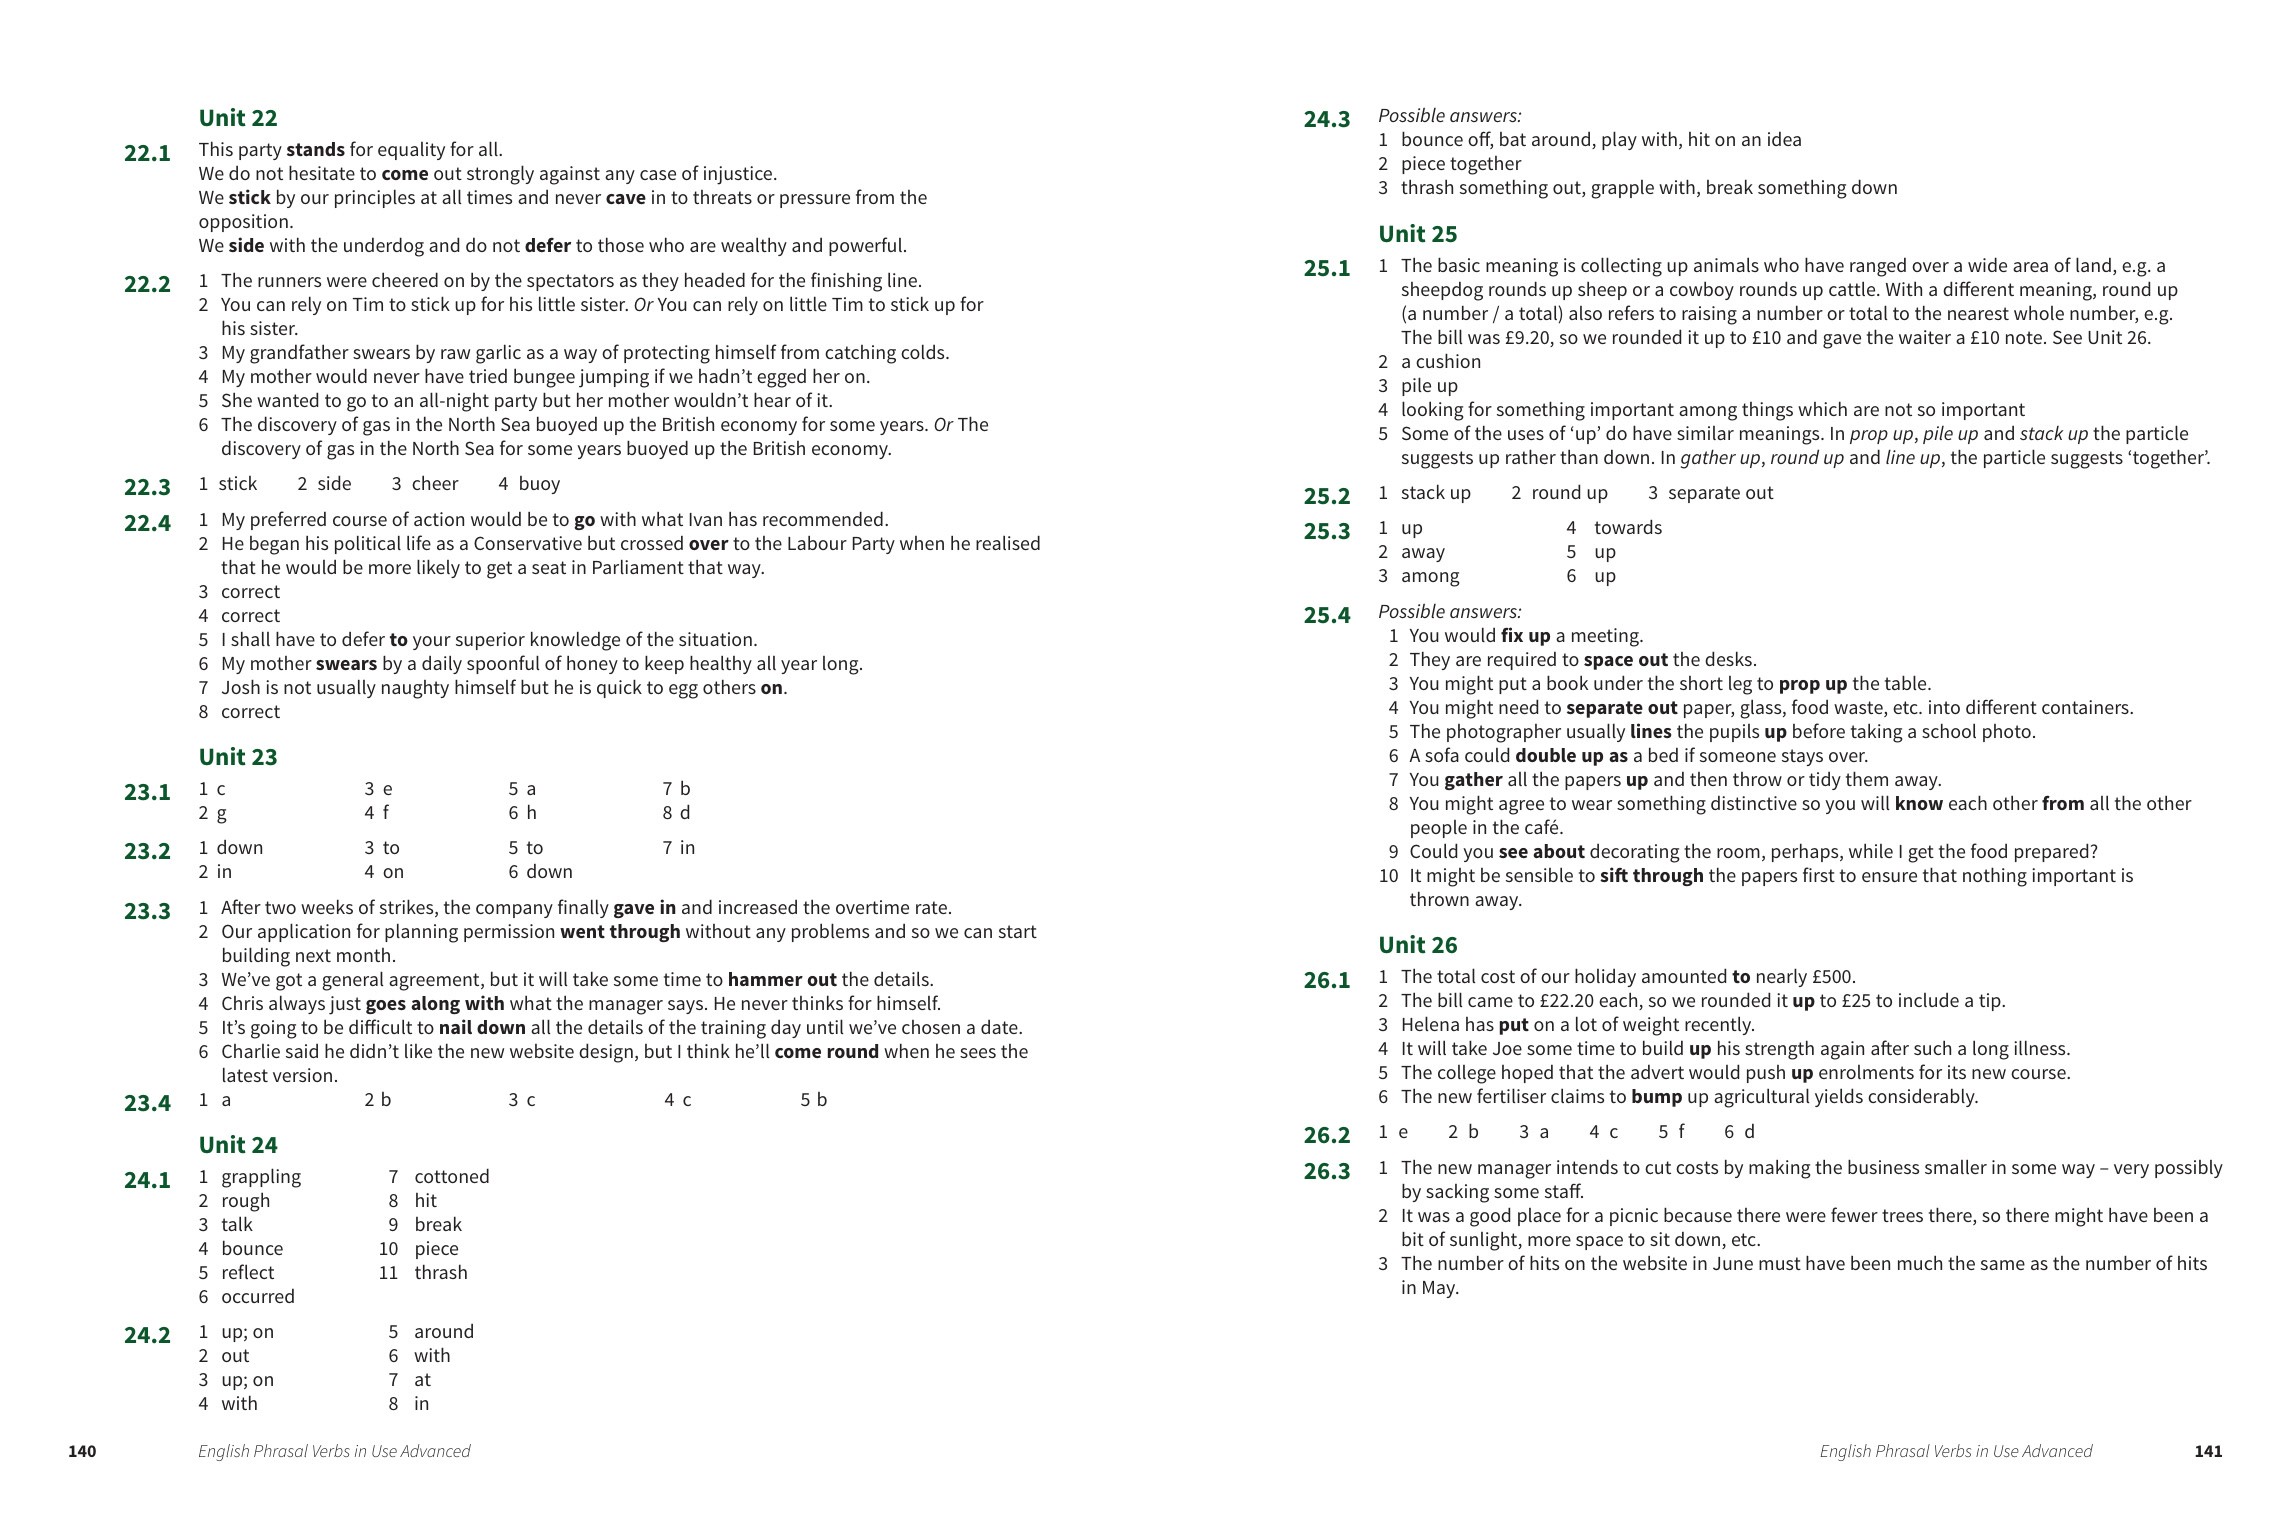 Unit 22
22.1 This party stands for equality for all.
We do not hesitate to come out strongly against any case of injustice.
We stick by our principles at all times and never cave in to threats or pressure from the
opposition.
We side with the underdog and do not defer to those who are wealthy and powerful.
22.2 1 The runners were cheered on by the spectators as they headed for the finishing line.
2 You can rely on Tim to stick up for his little sister. Or You can rely on little Tim to stick up for
his sister.
3 My grandfather swears by raw garlic as a way of protecting himself from catching colds.
4 My mother would never have tried bungee jumping if we hadn’t egged her on.
5 She wanted to go to an all-night party but her mother wouldn’t hear of it.
6 The discovery of gas in the North Sea buoyed up the British economy for some years. Or The
discovery of gas in the North Sea for some years buoyed up the British economy.
22.3 1 stick 2 side 3 cheer 4 buoy
22.4 1 My preferred course of action would be to go with what Ivan has recommended.
2 He began his political life as a Conservative but crossed over to the Labour Party when he realised
that he would be more likely to get a seat in Parliament that way.
3 correct
4 correct
5 I shall have to defer to your superior knowledge of the situation.
6 My mother swears by a daily spoonful of honey to keep healthy all year long.
7 Josh is not usually naughty himself but he is quick to egg others on.
8 correct
Unit 23
23.1 1 c 3 e 5 a 7 b
2 g 4 f 6 h 8 d
23.2 1 down 3 to 5 to 7 in
2 in 4 on 6 down
23.3 1 After two weeks of strikes, the company finally gave in and increased the overtime rate.
2 Our application for planning permission went through without any problems and so we can start
building next month.
3 We’ve got a general agreement, but it will take some time to hammer out the details.
4 Chris always just goes along with what the manager says. He never thinks for himself.
5 It’s going to be difficult to nail down all the details of the training day until we’ve chosen a date.
6 Charlie said he didn’t like the new website design, but I think he’ll come round when he sees the
latest version.
23.4 1 a 2 b 3 c 4 c 5 b
Unit 24
24.1 1 grappling 7 cottoned
2 rough 8 hit
3 talk 9 break
4 bounce 10 piece
5 reflect 11 thrash
6 occurred
24.2 1 up; on 5 around
2 out 6 with
3 up; on 7 at
4 with 8 in
140 English Phrasal Verbs in Use Advanced
24.3 Possible answers:
1 bounce off, bat around, play with, hit on an idea
2 piece together
3 thrash something out, grapple with, break something down
Unit 25
25.1 1 The basic meaning is collecting up animals who have ranged over a wide area of land, e.g. a
sheepdog rounds up sheep or a cowboy rounds up cattle. With a different meaning, round up
(a number / a total) also refers to raising a number or total to the nearest whole number, e.g.
The bill was £9.20, so we rounded it up to £10 and gave the waiter a £10 note. See Unit 26.
2 a cushion
3 pile up
4 looking for something important among things which are not so important
5 Some of the uses of ‘up’ do have similar meanings. In prop up, pile up and stack up the particle
suggests up rather than down. In gather up, round up and line up, the particle suggests ‘together’.
25.2 1 stack up 2 round up 3 separate out
25.3 1 up 4 towards
2 away 5 up
3 among 6 up
25.4 Possible answers:
1 You would fix up a meeting.
2 They are required to space out the desks.
3 You might put a book under the short leg to prop up the table.
4 You might need to separate out paper, glass, food waste, etc. into different containers.
5 The photographer usually lines the pupils up before taking a school photo.
6 A sofa could double up as a bed if someone stays over.
7 You gather all the papers up and then throw or tidy them away.
8 You might agree to wear something distinctive so you will know each other from all the other
people in the café.
9 Could you see about decorating the room, perhaps, while I get the food prepared?
10 It might be sensible to sift through the papers first to ensure that nothing important is
thrown away.
Unit 26
26.1 1 The total cost of our holiday amounted to nearly £500.
2 The bill came to £22.20 each, so we rounded it up to £25 to include a tip.
3 Helena has put on a lot of weight recently.
4 It will take Joe some time to build up his strength again after such a long illness.
5 The college hoped that the advert would push up enrolments for its new course.
6 The new fertiliser claims to bump up agricultural yields considerably.
26.2 1 e 2 b 3 a 4 c 5 f 6 d
26.3 1 The new manager intends to cut costs by making the business smaller in some way – very possibly
by sacking some staff.
2 It was a good place for a picnic because there were fewer trees there, so there might have been a
bit of sunlight, more space to sit down, etc.
3 The number of hits on the website in June must have been much the same as the number of hits
in May.
English Phrasal Verbs in Use Advanced 141